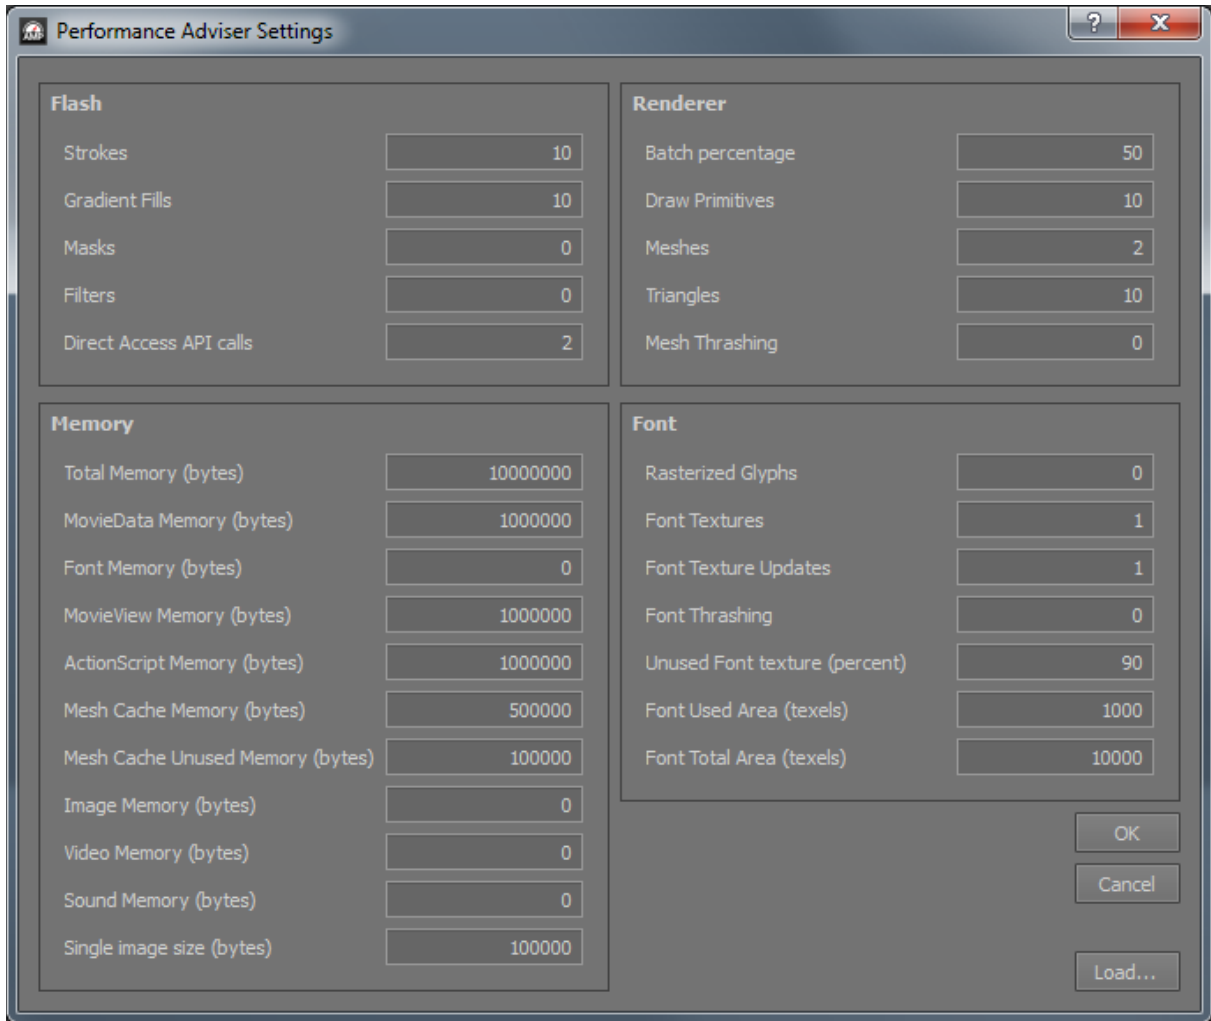 Performance Adviser Settings
?
X
Flash
Strokes 10
Gradient Fills 10
Masks 0
Filters 0
Direct Access API calls 2
Renderer
Batch percentage 50
Draw Primitives 10
Meshes 2
Triangles 10
Mesh Thrashing 0
Memory
Total Memory (bytes) 10000000
MovieData Memory (bytes) 1000000
Font Memory (bytes) 0
MovieView Memory (bytes) 1000000
ActionScript Memory (bytes) 1000000
Mesh Cache Memory (bytes) 500000
Mesh Cache Unused Memory (bytes) 100000
Image Memory (bytes) 0
Video Memory (bytes) 0
Sound Memory (bytes) 0
Single image size (bytes) 100000
Font
Rasterized Glyphs 0
Font Textures 1
Font Texture Updates 1
Font Thrashing 0
Unused Font texture (percent) 90
Font Used Area (texels) 1000
Font Total Area (texels) 10000
OK
Cancel
Load...